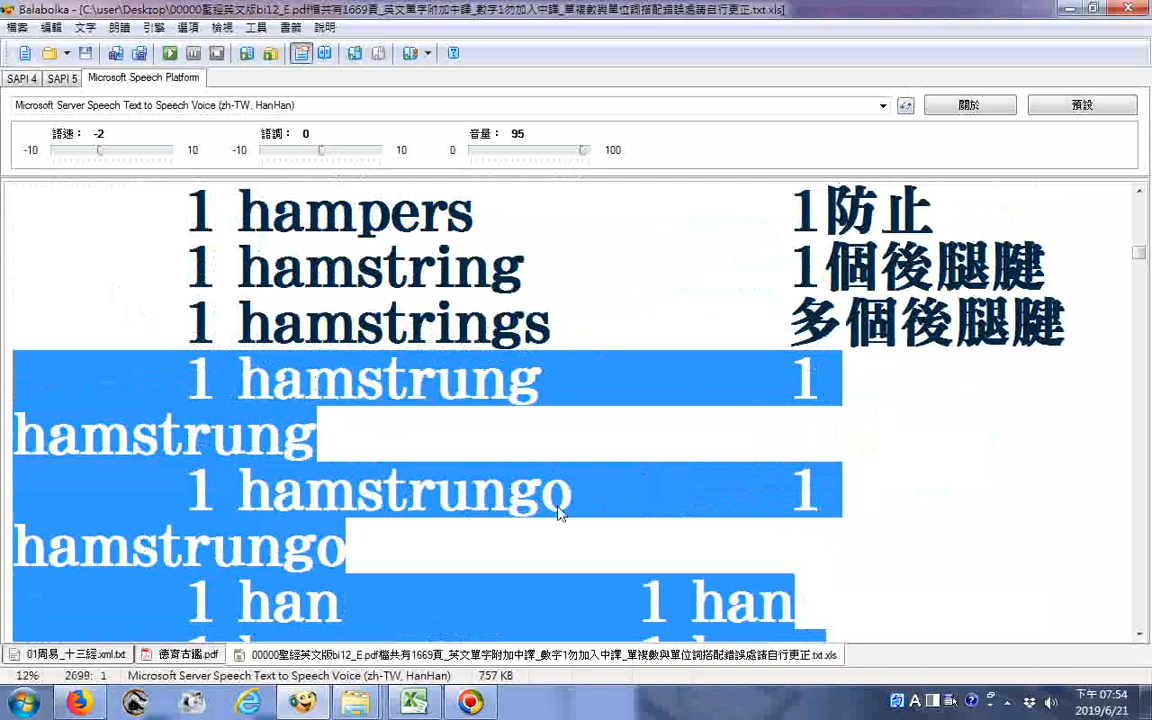 Balabolka - [C:\user\Desktop\00000聖經英文版bi12_E.pdf檔共有1669頁_英文單字附加中譯_數字1勿加入中譯_單複數與單位詞搭配錯誤處請自行更正.txt.xls]
檔案 編輯 文字 朗讀 引擎 選項 檢視 工具 書籤 說明
SAPI 4 SAPI 5 Microsoft Speech Platform
Microsoft Server Speech Text to Speech Voice (zh-TW, HanHan) 關於 預設
語速： -2 語調： 0 音量： 95
-10 10 -10 10 0 100
1 hampers 1防止
1 hamstring 1個後腿腱
1 hamstrings 多個後腿腱
1 hamstrung 1
hamstrung
1 hamstrungo 1
hamstrungo
1 han 1 han
01周易_十三經.xml.txt 德育古鑑.pdf 00000聖經英文版bi12_E.pdf檔共有1669頁_英文單字附加中譯_數字1勿加入中譯_單複數與單位詞搭配錯誤處請自行更正.txt.xls
12% 2698: 1 Microsoft Server Speech Text to Speech Voice (zh-TW, HanHan) 757 KB
下午 07:54
2019/6/21